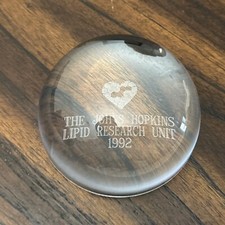 THE JOHNS HOPKINS
LIPID RESEARCH UNIT
1992